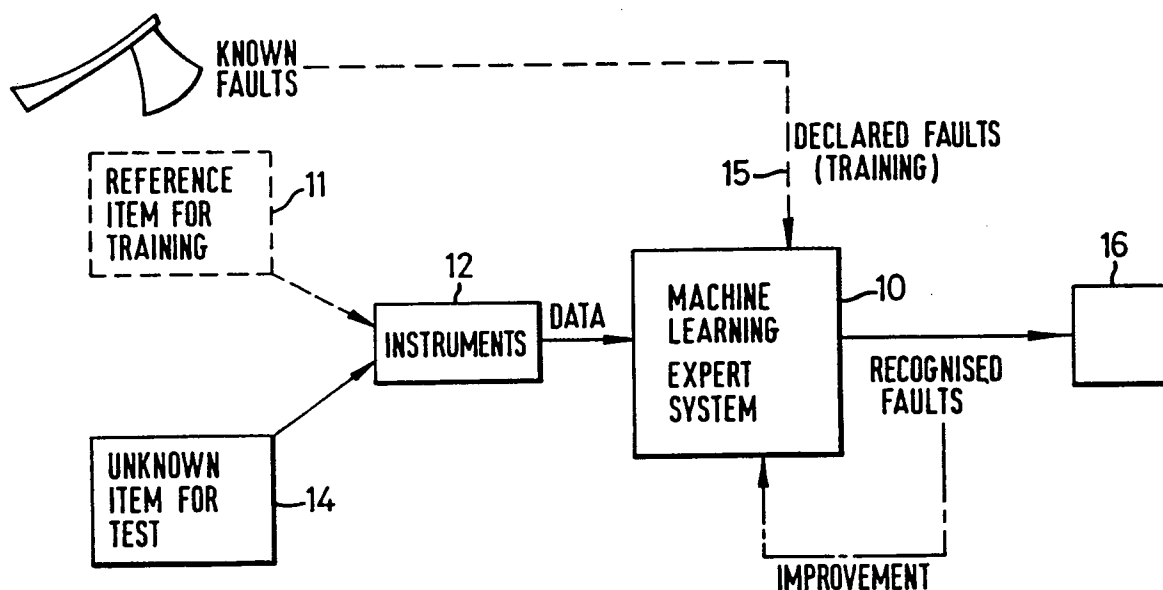 KNOWN
FAULTS
DECLARED FAULTS
(TRAINING)
15
REFERENCE
ITEM FOR
TRAINING
11
12
INSTRUMENTS
DATA
MACHINE
LEARNING
EXPERT
SYSTEM
10
16
RECOGNISED
FAULTS
UNKNOWN
ITEM FOR
TEST
14
IMPROVEMENT